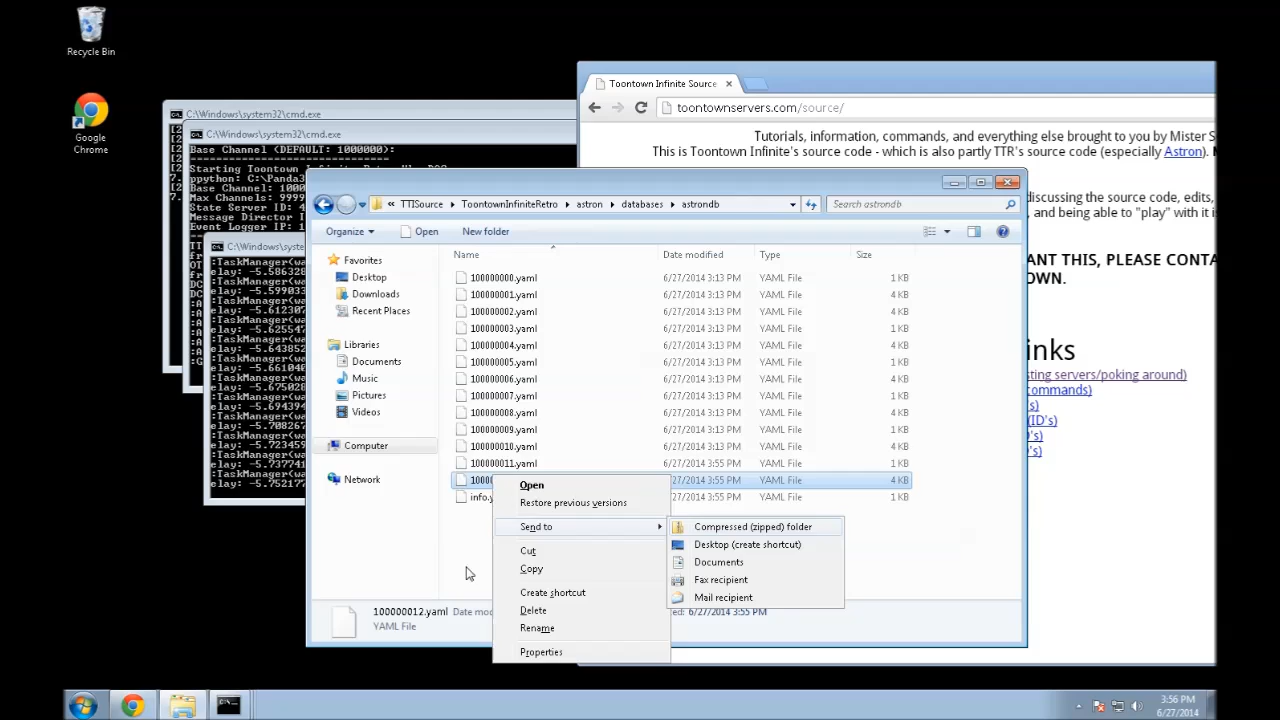 Recycle Bin
Google
Chrome
C:\Windows\system32\cmd.exe
C:\Windows\system32\cmd.exe
Base Channel (DEFAULT: 1000000):
===============================
Starting Toontown Infinite Retro
ppython: C:\Panda3
Base Channel: 1000
Max Channels: 9999
State Server ID: 4
Message Director I
Event Logger IP: 1
C:\Windows\syste
:TaskManager(wa
elay: -5.586328
:TaskManager(wa
elay: -5.599033
:TaskManager(wa
elay: -5.612307
:TaskManager(wa
elay: -5.625547
:TaskManager(wa
elay: -5.643852
:TaskManager(wa
elay: -5.661040
:TaskManager(wa
elay: -5.675028
:TaskManager(wa
elay: -5.694394
:TaskManager(wa
elay: -5.708267
:TaskManager(wa
elay: -5.723459
:TaskManager(wa
elay: -5.737741
:TaskManager(wa
elay: -5.752177
Toontown Infinite Source
toontownservers.com/source/
Tutorials, information, commands, and everything else brought to you by Mister S
This is Toontown Infinite's source code - which is also partly TTR's source code (especially Astron).
discussing the source code, edits,
, and being able to "play" with it i
ANT THIS, PLEASE CONTA
OWN.
inks
sting servers/poking around)
commands)
s)
(ID's)
D's)
D's)
« TTISource ▸ ToontownInfiniteRetro ▸ astron ▸ databases ▸ astrondb
Search astrondb
Organize Open New folder
Name Date modified Type Size
Favorites
Desktop
Downloads
Recent Places
Libraries
Documents
Music
Pictures
Videos
Computer
Network
100000000.yaml 6/27/2014 3:13 PM YAML File 1 KB
100000001.yaml 6/27/2014 3:13 PM YAML File 4 KB
100000002.yaml 6/27/2014 3:13 PM YAML File 4 KB
100000003.yaml 6/27/2014 3:13 PM YAML File 1 KB
100000004.yaml 6/27/2014 3:13 PM YAML File 4 KB
100000005.yaml 6/27/2014 3:13 PM YAML File 1 KB
100000006.yaml 6/27/2014 3:13 PM YAML File 4 KB
100000007.yaml 6/27/2014 3:13 PM YAML File 1 KB
100000008.yaml 6/27/2014 3:13 PM YAML File 4 KB
100000009.yaml 6/27/2014 3:13 PM YAML File 1 KB
100000010.yaml 6/27/2014 3:13 PM YAML File 4 KB
100000011.yaml 6/27/2014 3:55 PM YAML File 1 KB
10000 6/27/2014 3:55 PM YAML File 4 KB
info.y 6/27/2014 3:55 PM YAML File 1 KB
Open
Restore previous versions
Send to
Cut
Copy
Create shortcut
Delete
Rename
Properties
Compressed (zipped) folder
Desktop (create shortcut)
Documents
Fax recipient
Mail recipient
100000012.yaml Date mo
ed: 6/27/2014 3:55 PM
YAML File
3:56 PM
6/27/2014